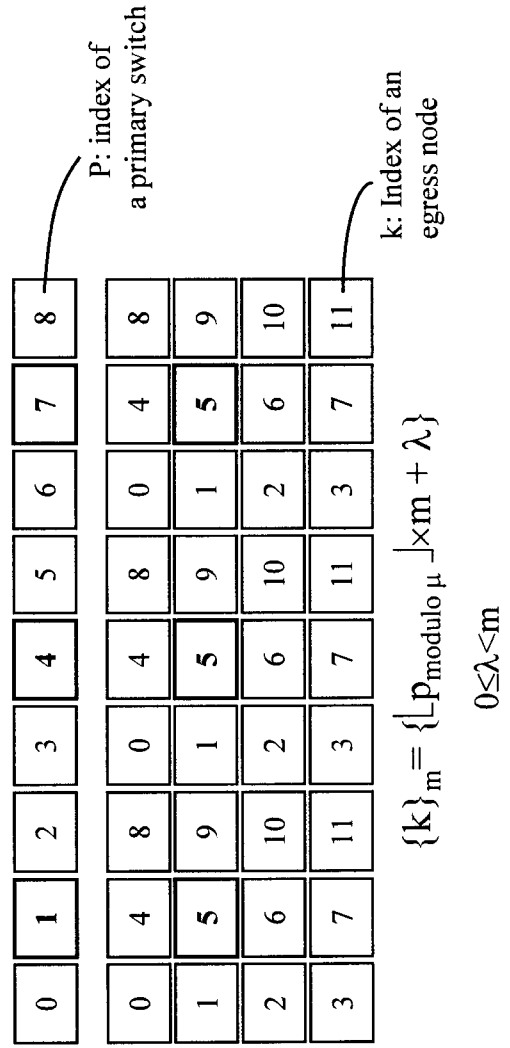 0 1 2 3 4 5 6 7 8
P: index of
a primary switch
0 4 8 0 4 8 0 4 8
1 5 9 1 5 9 1 5 9
2 6 10 2 6 10 2 6 10
3 7 11 3 7 11 3 7 11
k: Index of an
egress node
{k}ₘ = {⌊p modulo μ⌋×m + λ}
0≤λ<m